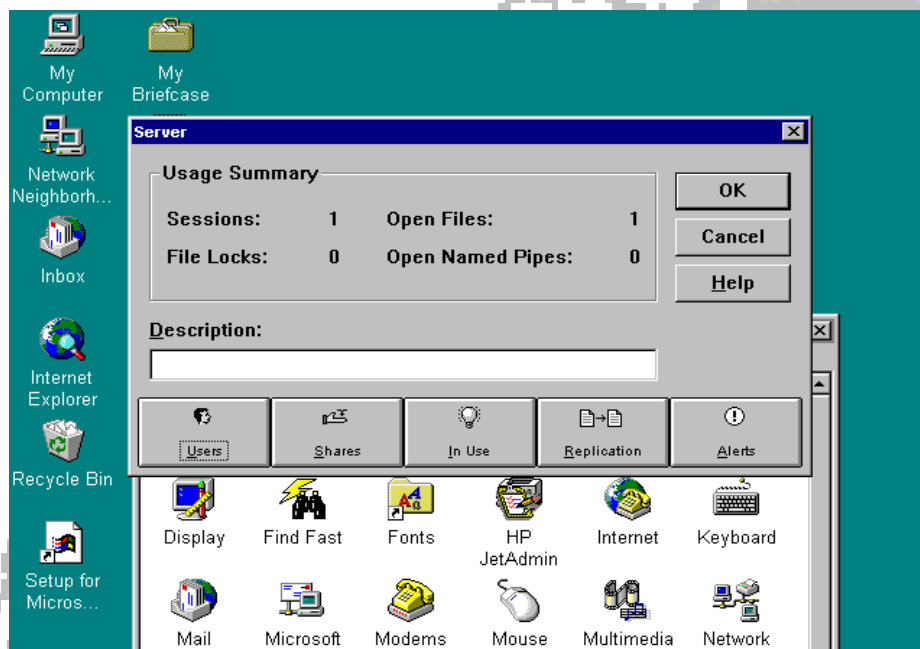 My
Computer
My
Briefcase
Network
Neighborh...
Inbox
Internet
Explorer
Recycle Bin
Setup for
Micros...
Server
Usage Summary
Sessions: 1 Open Files: 1
File Locks: 0 Open Named Pipes: 0
OK
Cancel
Help
Description:
Users Shares In Use Replication Alerts
Display Find Fast Fonts HP
JetAdmin Internet Keyboard
Mail Microsoft Modems Mouse Multimedia Network